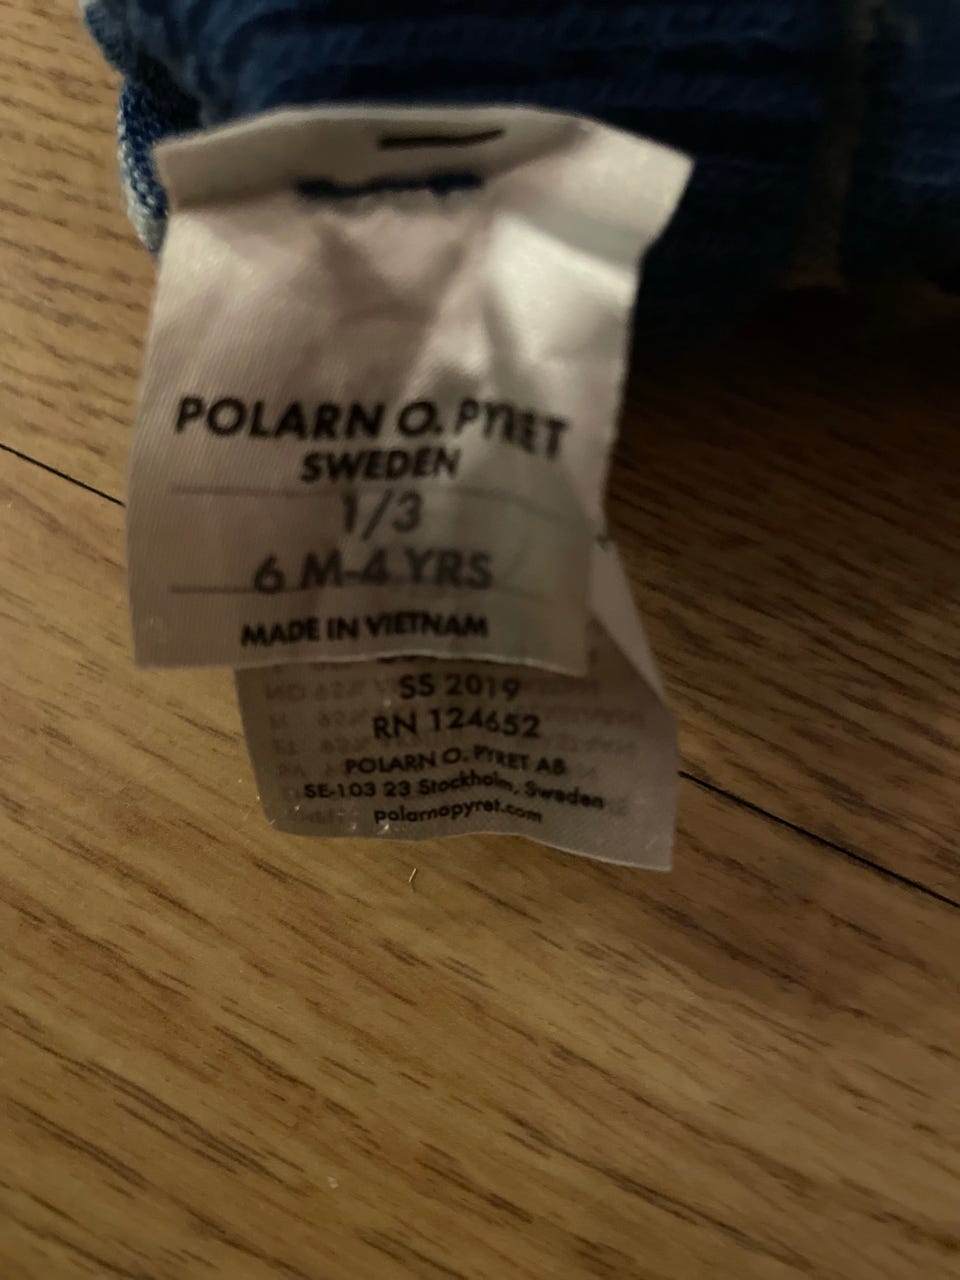 POLARN O. PYRET
SWEDEN
1/3
6 M-4 YRS
MADE IN VIETNAM
SS 2019
RN 124652
POLARN O. PYRET AB
SE-103 23 Stockholm, Sweden
polarnopyret.com